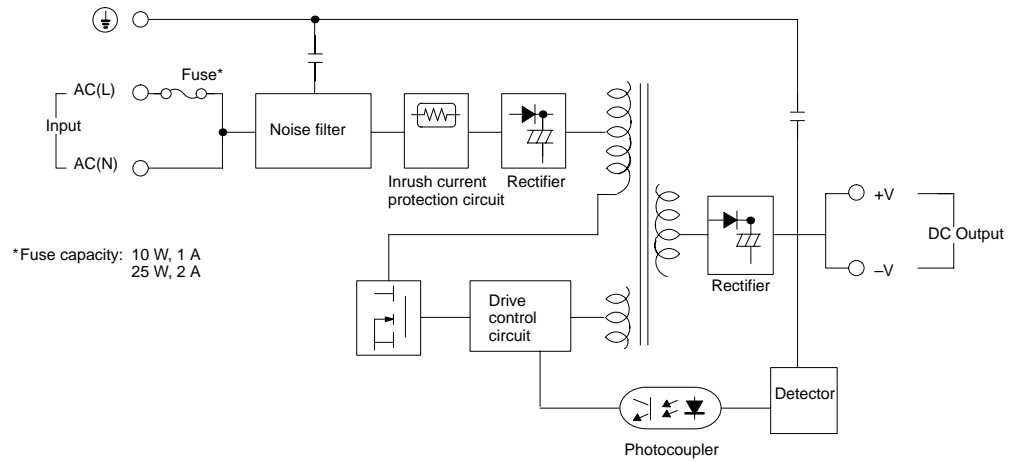 Fuse*
AC(L)
Input
AC(N)
Noise filter
Inrush current
protection circuit
Rectifier
+V
DC Output
–V
Rectifier
*Fuse capacity: 10 W, 1 A
25 W, 2 A
Drive
control
circuit
Detector
Photocoupler